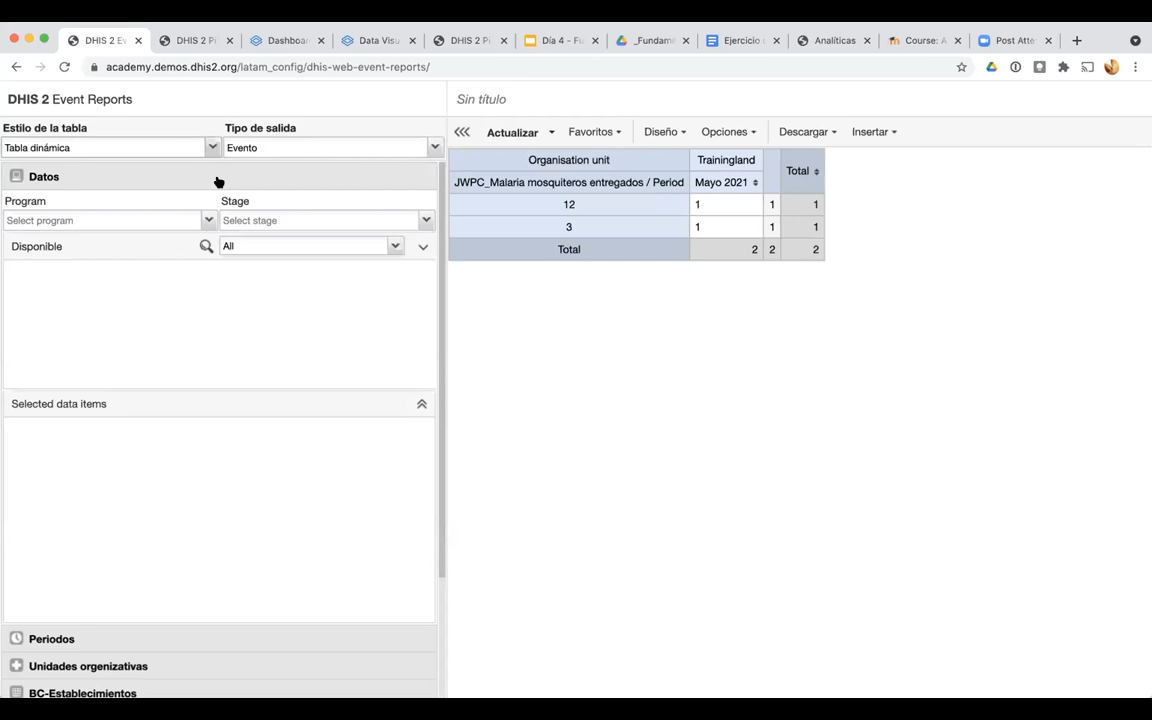 DHIS 2 Ev
DHIS 2 Pi
Dashboa
Data Visu
DHIS 2 Pi
Día 4 - Fu
_Fundam
Ejercicio
Analíticas
Course: A
Post Atte
academy.demos.dhis2.org/latam_config/dhis-web-event-reports/
DHIS 2 Event Reports
Sin título
Estilo de la tabla
Tipo de salida
Tabla dinámica
Evento
Actualizar
Favoritos
Diseño
Opciones
Descargar
Insertar
Datos
Program
Stage
Select program
Select stage
Disponible
All
Selected data items
Periodos
Unidades organizativas
BC-Establecimientos
Organisation unit
Trainingland
Total
JWPC_Malaria mosquiteros entregados / Period
Mayo 2021
12 1 1 1
3 1 1 1
Total 2 2 2